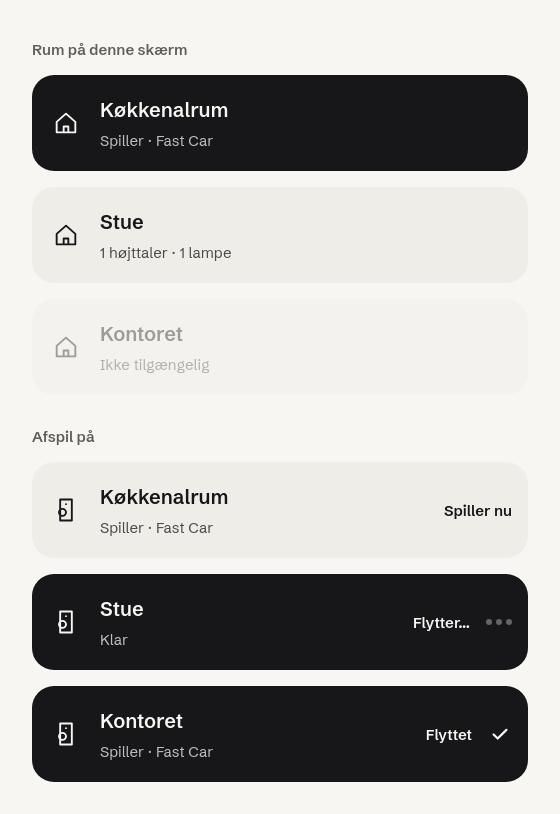 Rum på denne skærm
Køkkenalrum
Spiller · Fast Car
Stue
1 højttaler · 1 lampe
Kontoret
Ikke tilgængelig
Afspil på
Køkkenalrum
Spiller · Fast Car
Spiller nu
Stue
Klar
Flytter…
Kontoret
Spiller · Fast Car
Flyttet